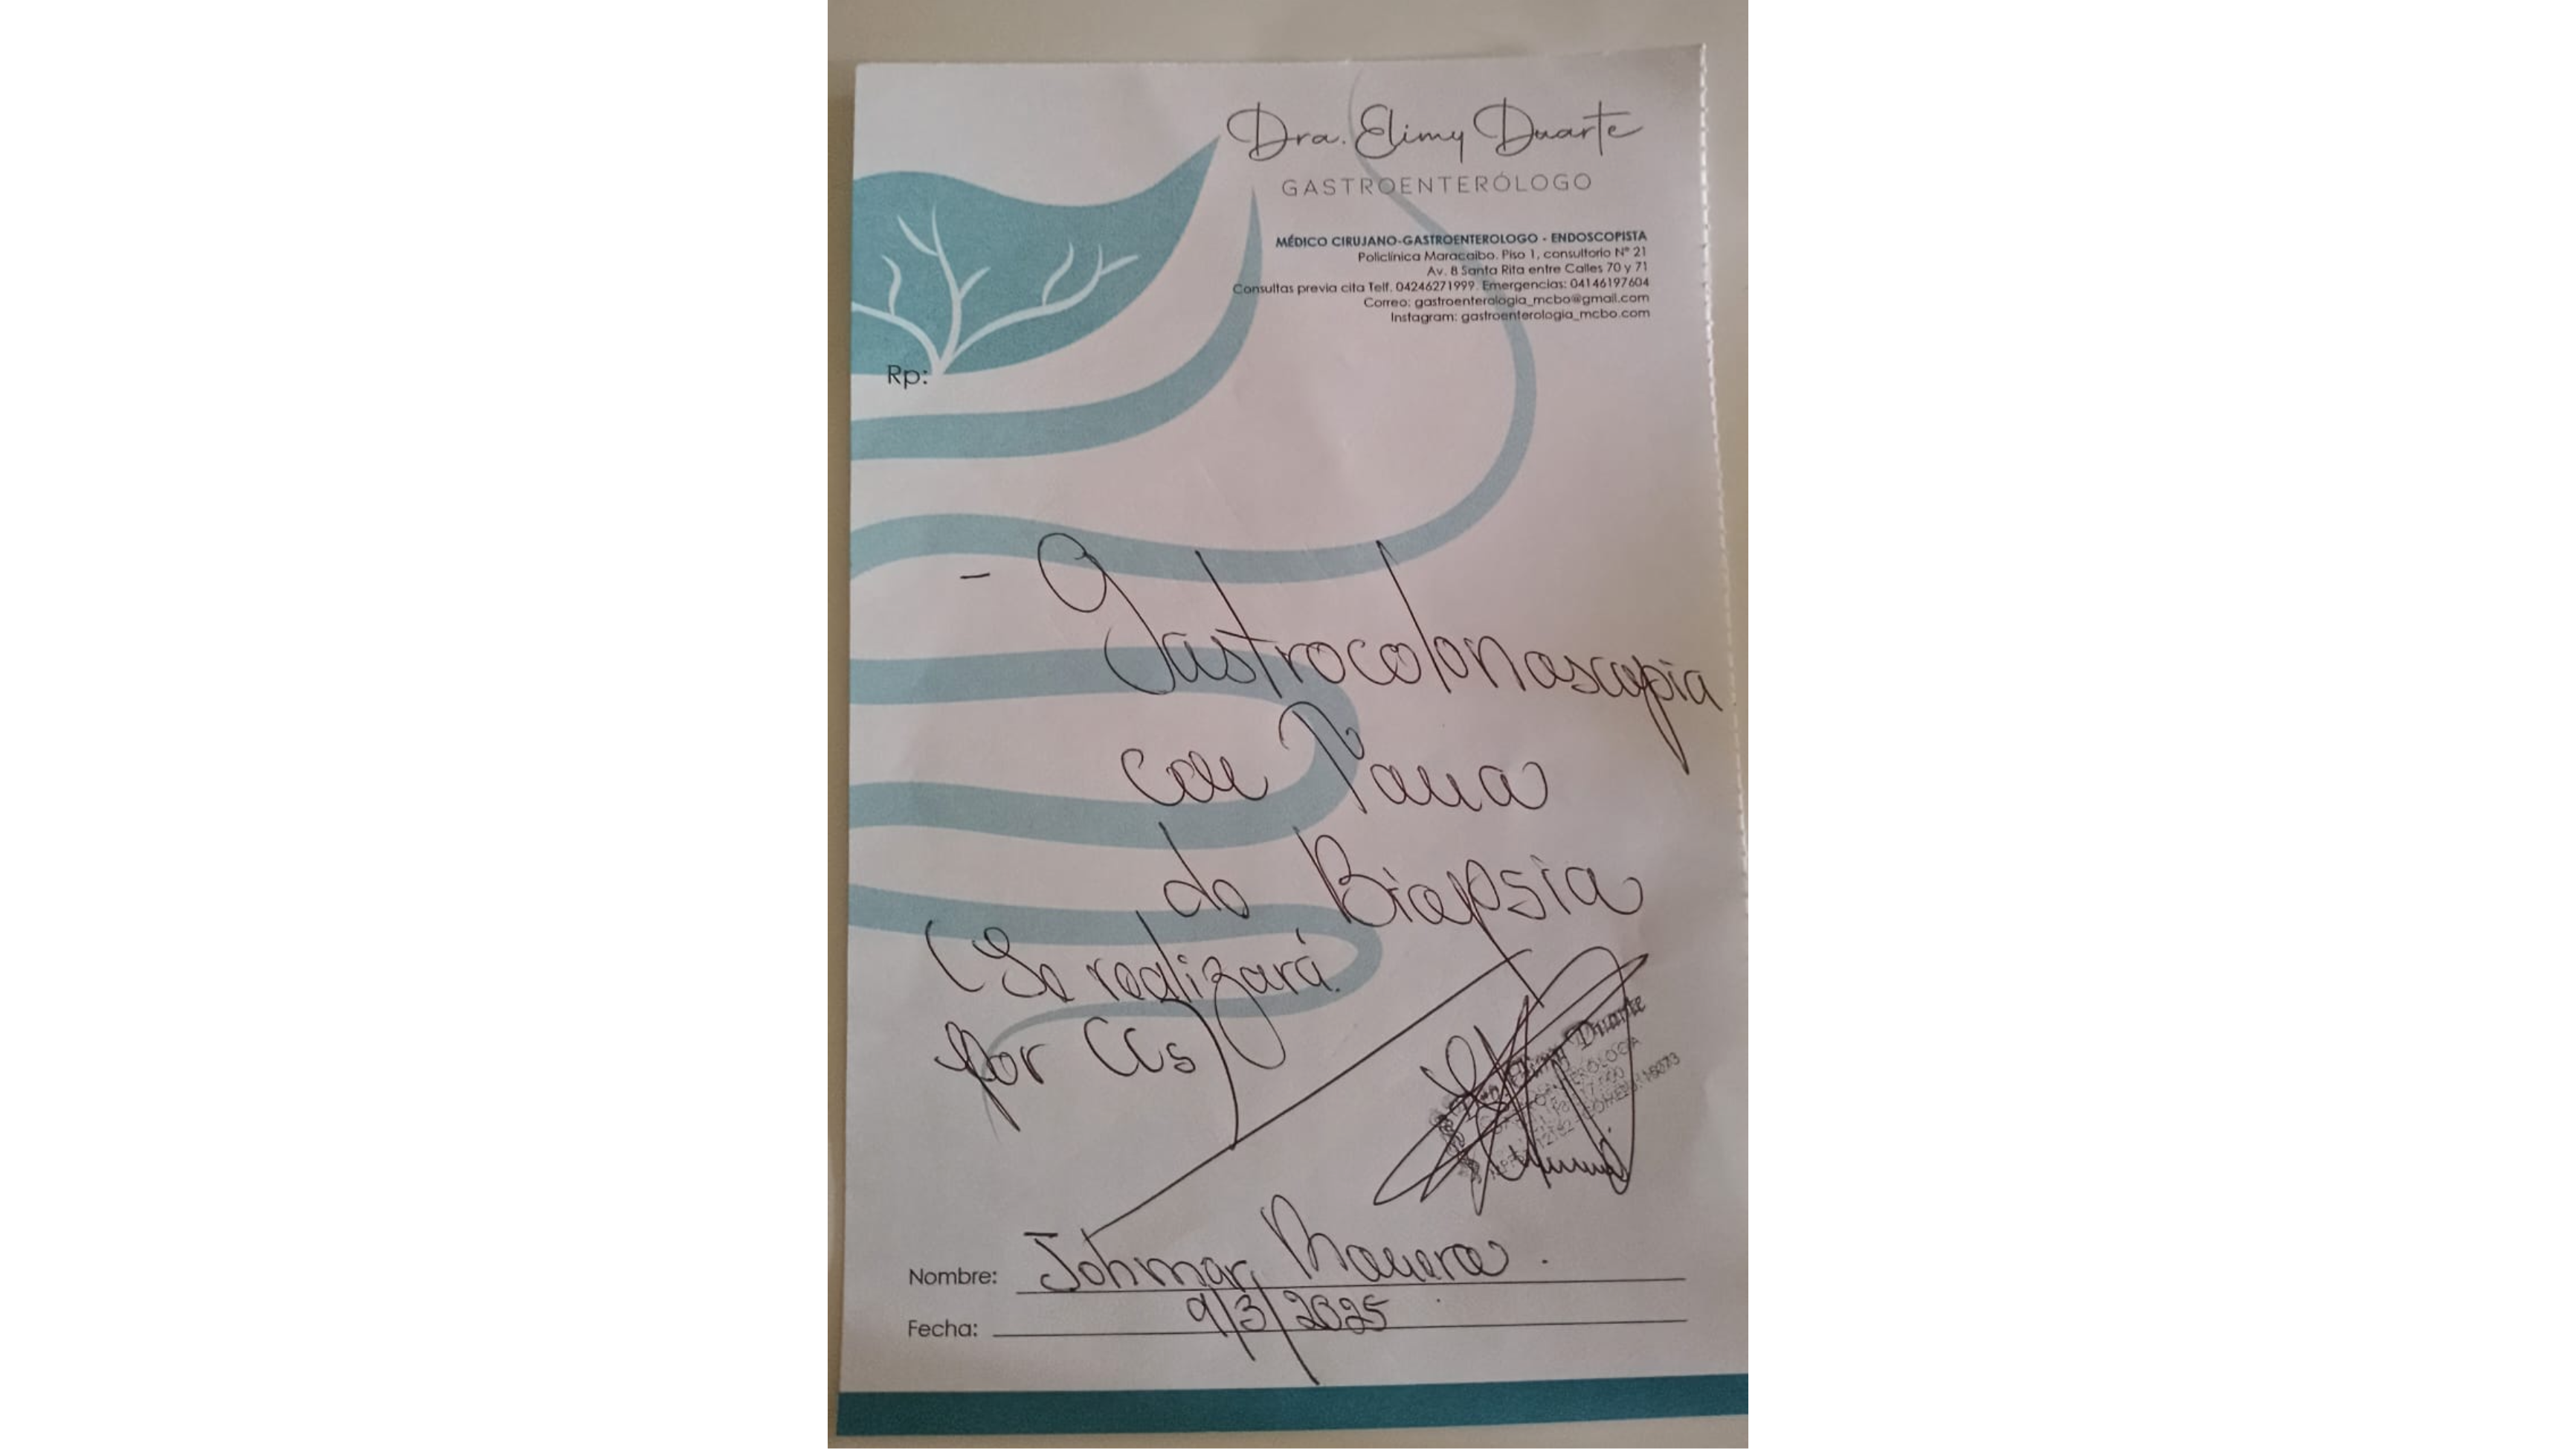 Dra. Elimy Duarte
GASTROENTERÓLOGO
MÉDICO CIRUJANO-GASTROENTEROLOGO - ENDOSCOPISTA
Policlínica Maracaibo. Piso 1, consultorio N° 21
Av. 8 Santa Rita entre Calles 70 y 71
Consultas previa cita Telf. 04246271999. Emergencias: 04146197604
Correo: gastroenterologia_mcbo@gmail.com
Instagram: gastroenterologia_mcbo.com
Rp:
- Gastrocolonoscopia
con Toma
de Biopsia
(Se realizará
por CCs)
Elimy Duarte
Nombre: Johmar
Fecha: 9/3/2025